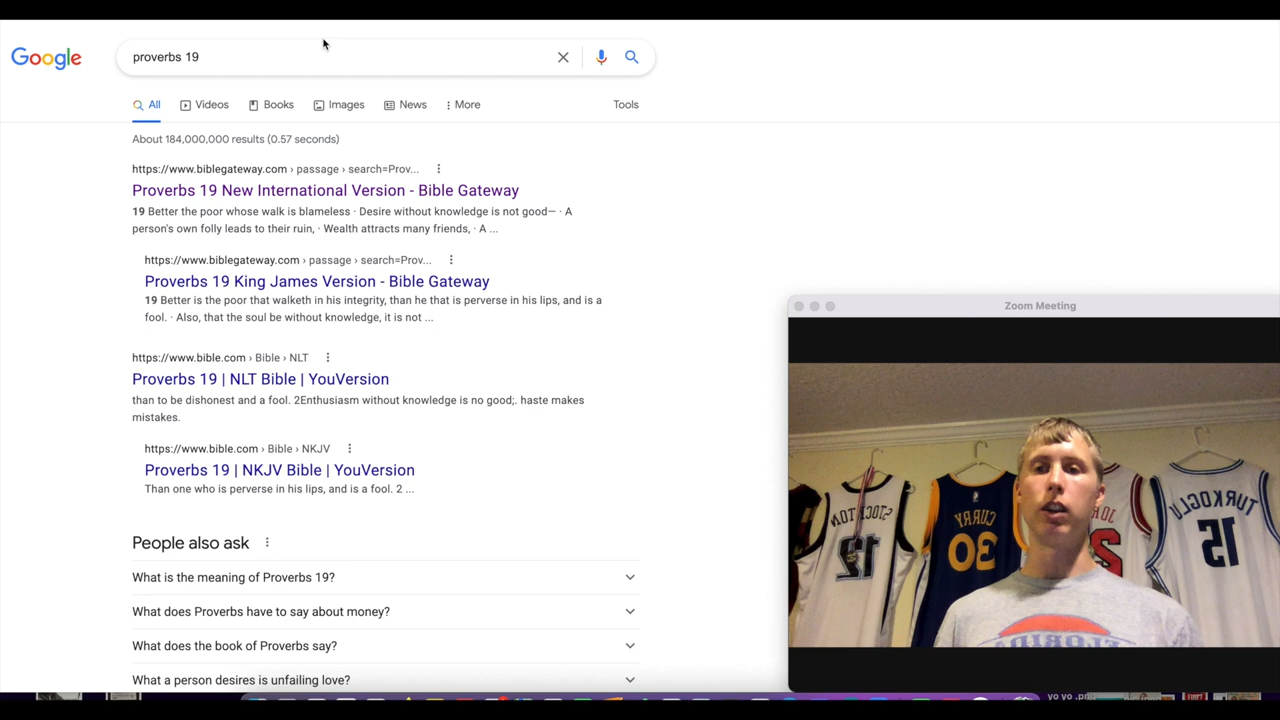 Google
proverbs 19
All
Videos
Books
Images
News
More
Tools
About 184,000,000 results (0.57 seconds)
https://www.biblegateway.com › passage › search=Prov...
Proverbs 19 New International Version - Bible Gateway
19 Better the poor whose walk is blameless · Desire without knowledge is not good— · A
person's own folly leads to their ruin, · Wealth attracts many friends, · A ...
https://www.biblegateway.com › passage › search=Prov...
Proverbs 19 King James Version - Bible Gateway
19 Better is the poor that walketh in his integrity, than he that is perverse in his lips, and is a
fool. · Also, that the soul be without knowledge, it is not ...
https://www.bible.com › Bible › NLT
Proverbs 19 | NLT Bible | YouVersion
than to be dishonest and a fool. 2Enthusiasm without knowledge is no good;. haste makes
mistakes.
https://www.bible.com › Bible › NKJV
Proverbs 19 | NKJV Bible | YouVersion
Than one who is perverse in his lips, and is a fool. 2 ...
People also ask
What is the meaning of Proverbs 19?
What does Proverbs have to say about money?
What does the book of Proverbs say?
What a person desires is unfailing love?
Zoom Meeting
STOCKTON
12
CURRY
30
TURKOGLU
15
FLORIDA
yo yo .pn